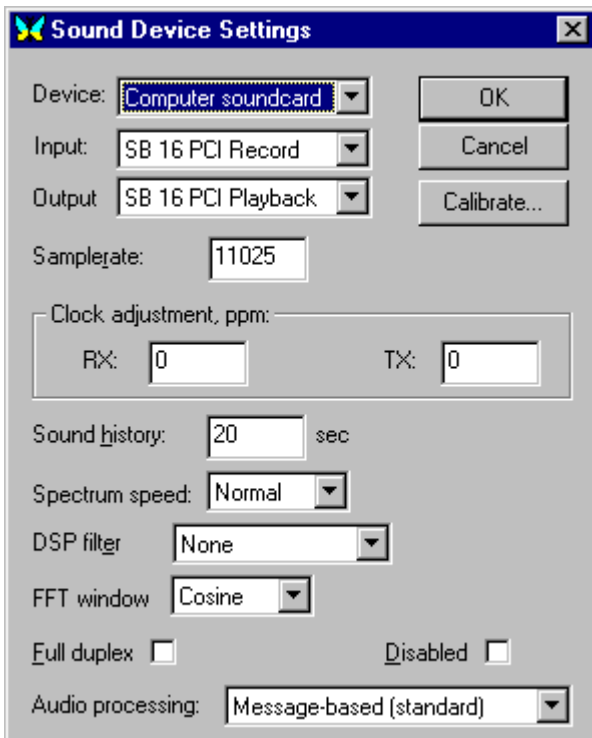 Sound Device Settings
Device: Computer soundcard OK
Input: SB 16 PCI Record Cancel
Output SB 16 PCI Playback Calibrate...
Samplerate: 11025
Clock adjustment, ppm:
RX: 0 TX: 0
Sound history: 20 sec
Spectrum speed: Normal
DSP filter None
FFT window Cosine
Full duplex Disabled
Audio processing: Message-based (standard)